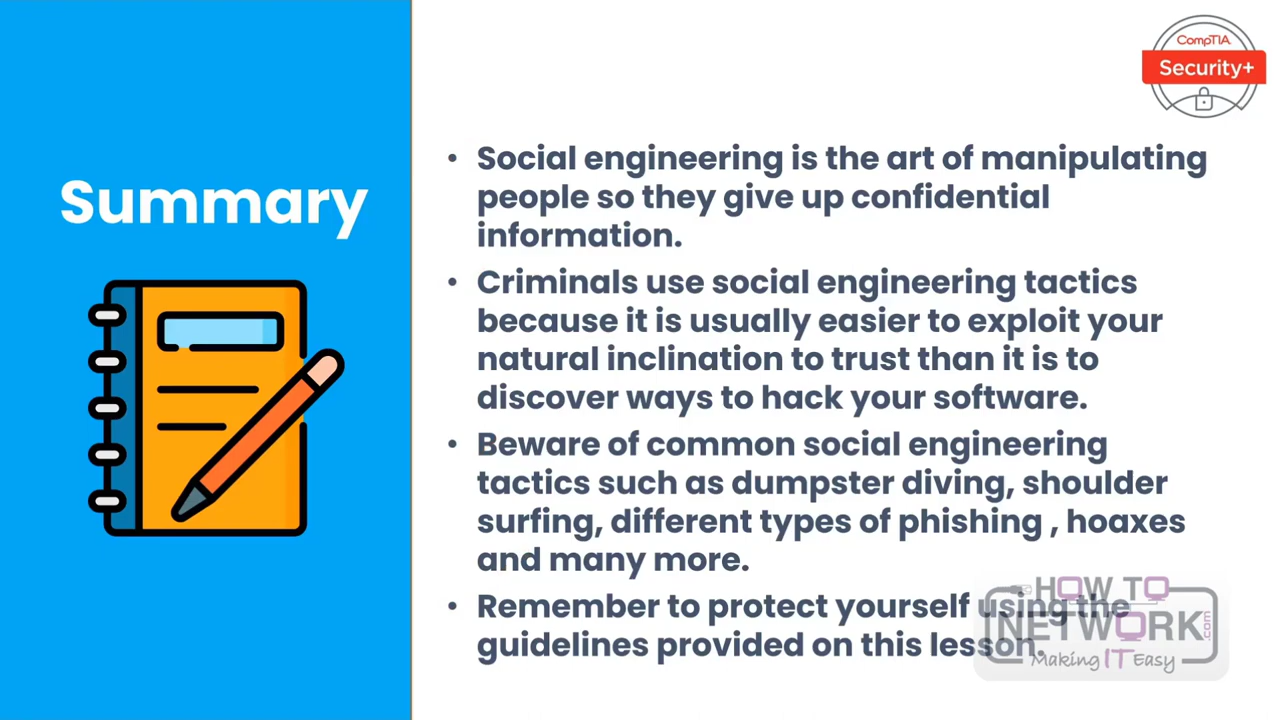 CompTIA
Security+
Summary
• Social engineering is the art of manipulating
people so they give up confidential
information.
• Criminals use social engineering tactics
because it is usually easier to exploit your
natural inclination to trust than it is to
discover ways to hack your software.
• Beware of common social engineering
tactics such as dumpster diving, shoulder
surfing, different types of phishing , hoaxes
and many more.
• Remember to protect yourself using the
guidelines provided on this lesson.
HOW TO
NETWORK.com
Making IT Easy